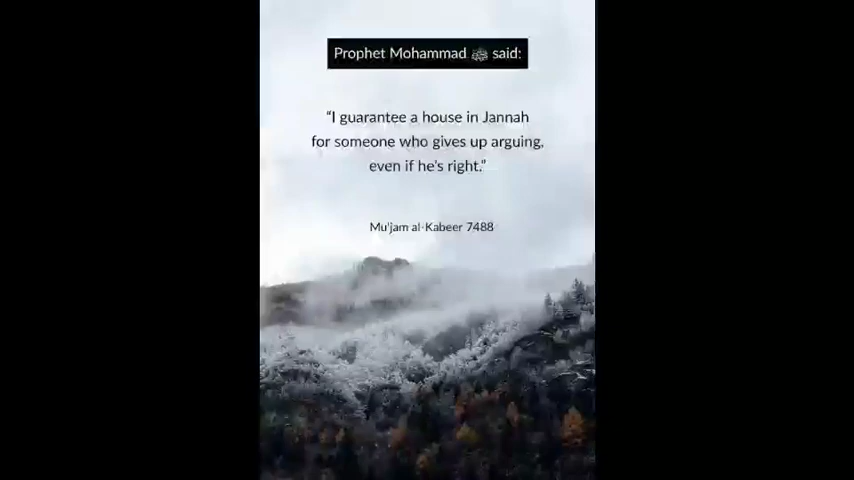 Prophet Mohammad ﷺ said:
“I guarantee a house in Jannah
for someone who gives up arguing,
even if he's right.”
Mu'jam al-Kabeer 7488